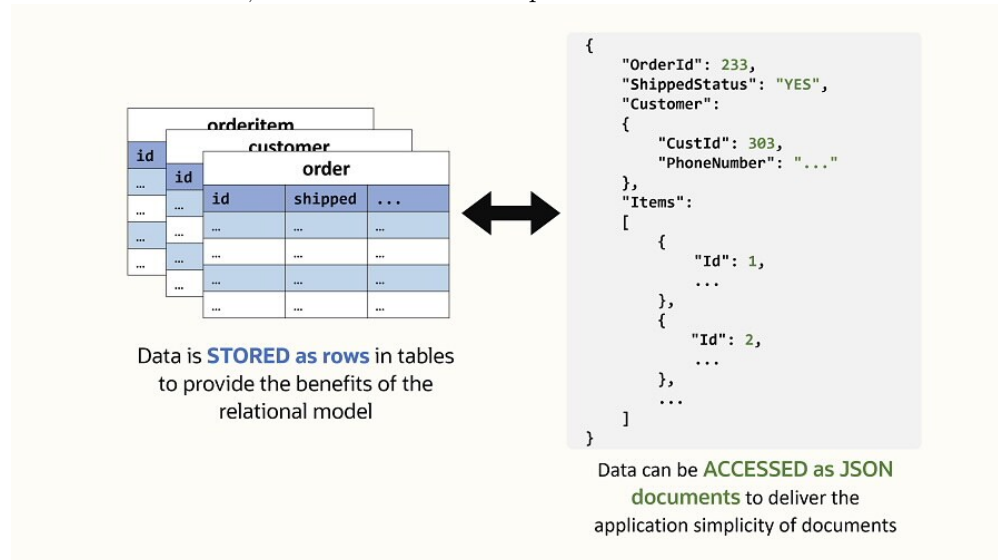 orderitem
customer
order
id
id
id shipped ...
... ... ... ... ...
... ... ... ... ...
... ... ... ... ...
... ... ... ... ...
Data is STORED as rows in tables
to provide the benefits of the
relational model
{
"OrderId": 233,
"ShippedStatus": "YES",
"Customer":
{
"CustId": 303,
"PhoneNumber": "..."
},
"Items":
[
{
"Id": 1,
...
},
{
"Id": 2,
...
},
...
]
}
Data can be ACCESSED as JSON
documents to deliver the
application simplicity of documents